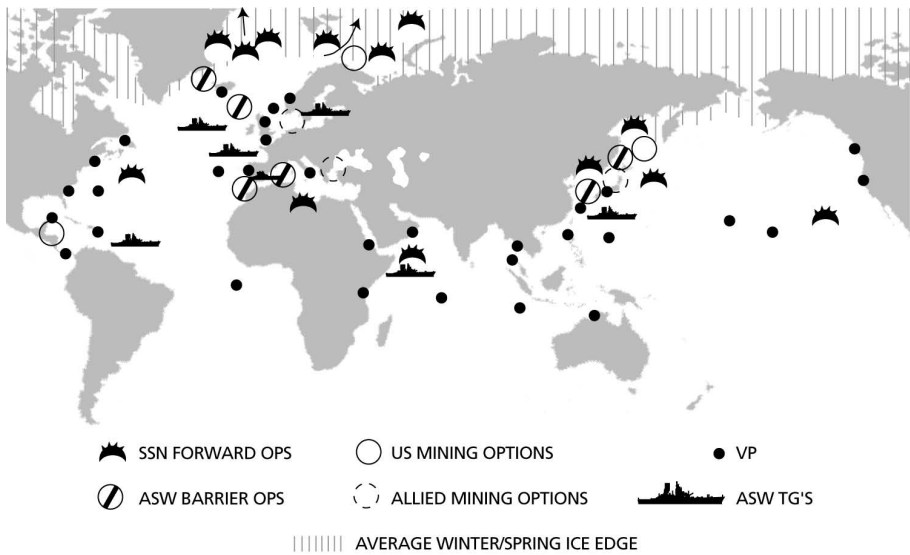 SSN FORWARD OPS
US MINING OPTIONS
VP
ASW BARRIER OPS
ALLIED MINING OPTIONS
ASW TG'S
AVERAGE WINTER/SPRING ICE EDGE